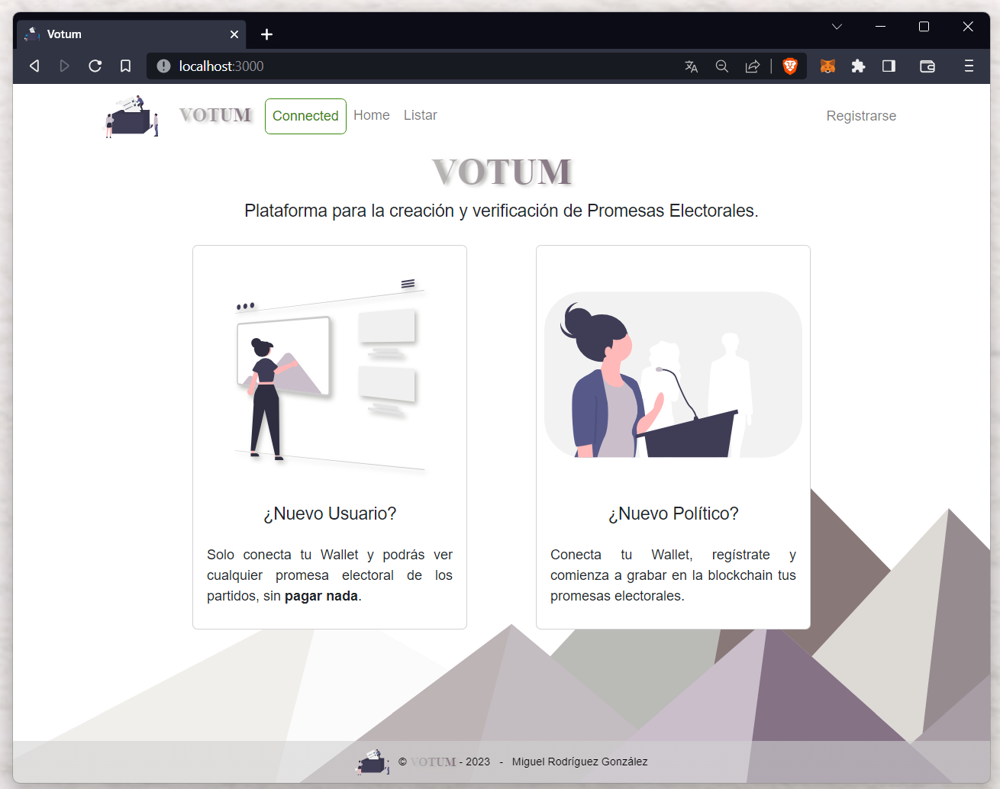 Votum
localhost:3000
VOTUM Connected Home Listar Registrarse
VOTUM
Plataforma para la creación y verificación de Promesas Electorales.
¿Nuevo Usuario?
Solo conecta tu Wallet y podrás ver
cualquier promesa electoral de los
partidos, sin pagar nada.
¿Nuevo Político?
Conecta tu Wallet, regístrate y
comienza a grabar en la blockchain tus
promesas electorales.
© VOTUM - 2023 - Miguel Rodríguez González